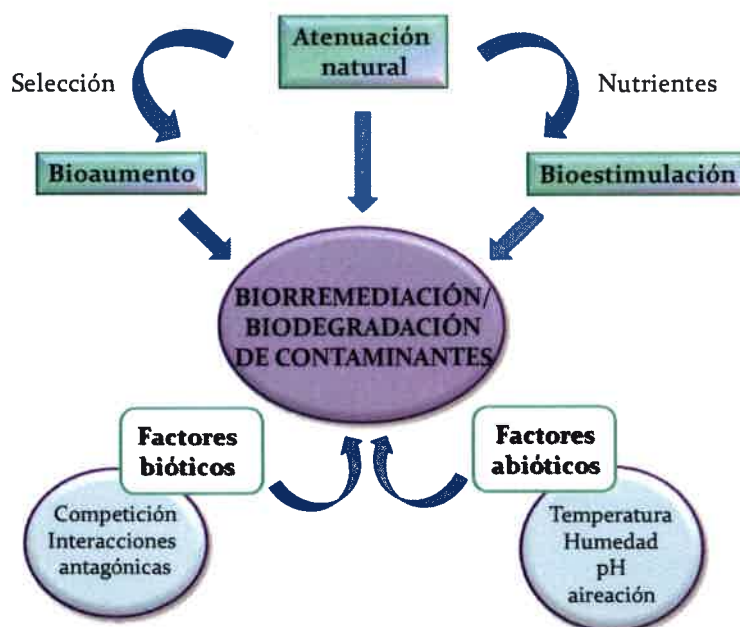 Atenuación
natural
Selección
Nutrientes
Bioaumento
Bioestimulación
BIORREMEDIACIÓN/
BIODEGRADACIÓN
DE CONTAMINANTES
Factores
bióticos
Competición
Interacciones
antagónicas
Factores
abióticos
Temperatura
Humedad
pH
aireación